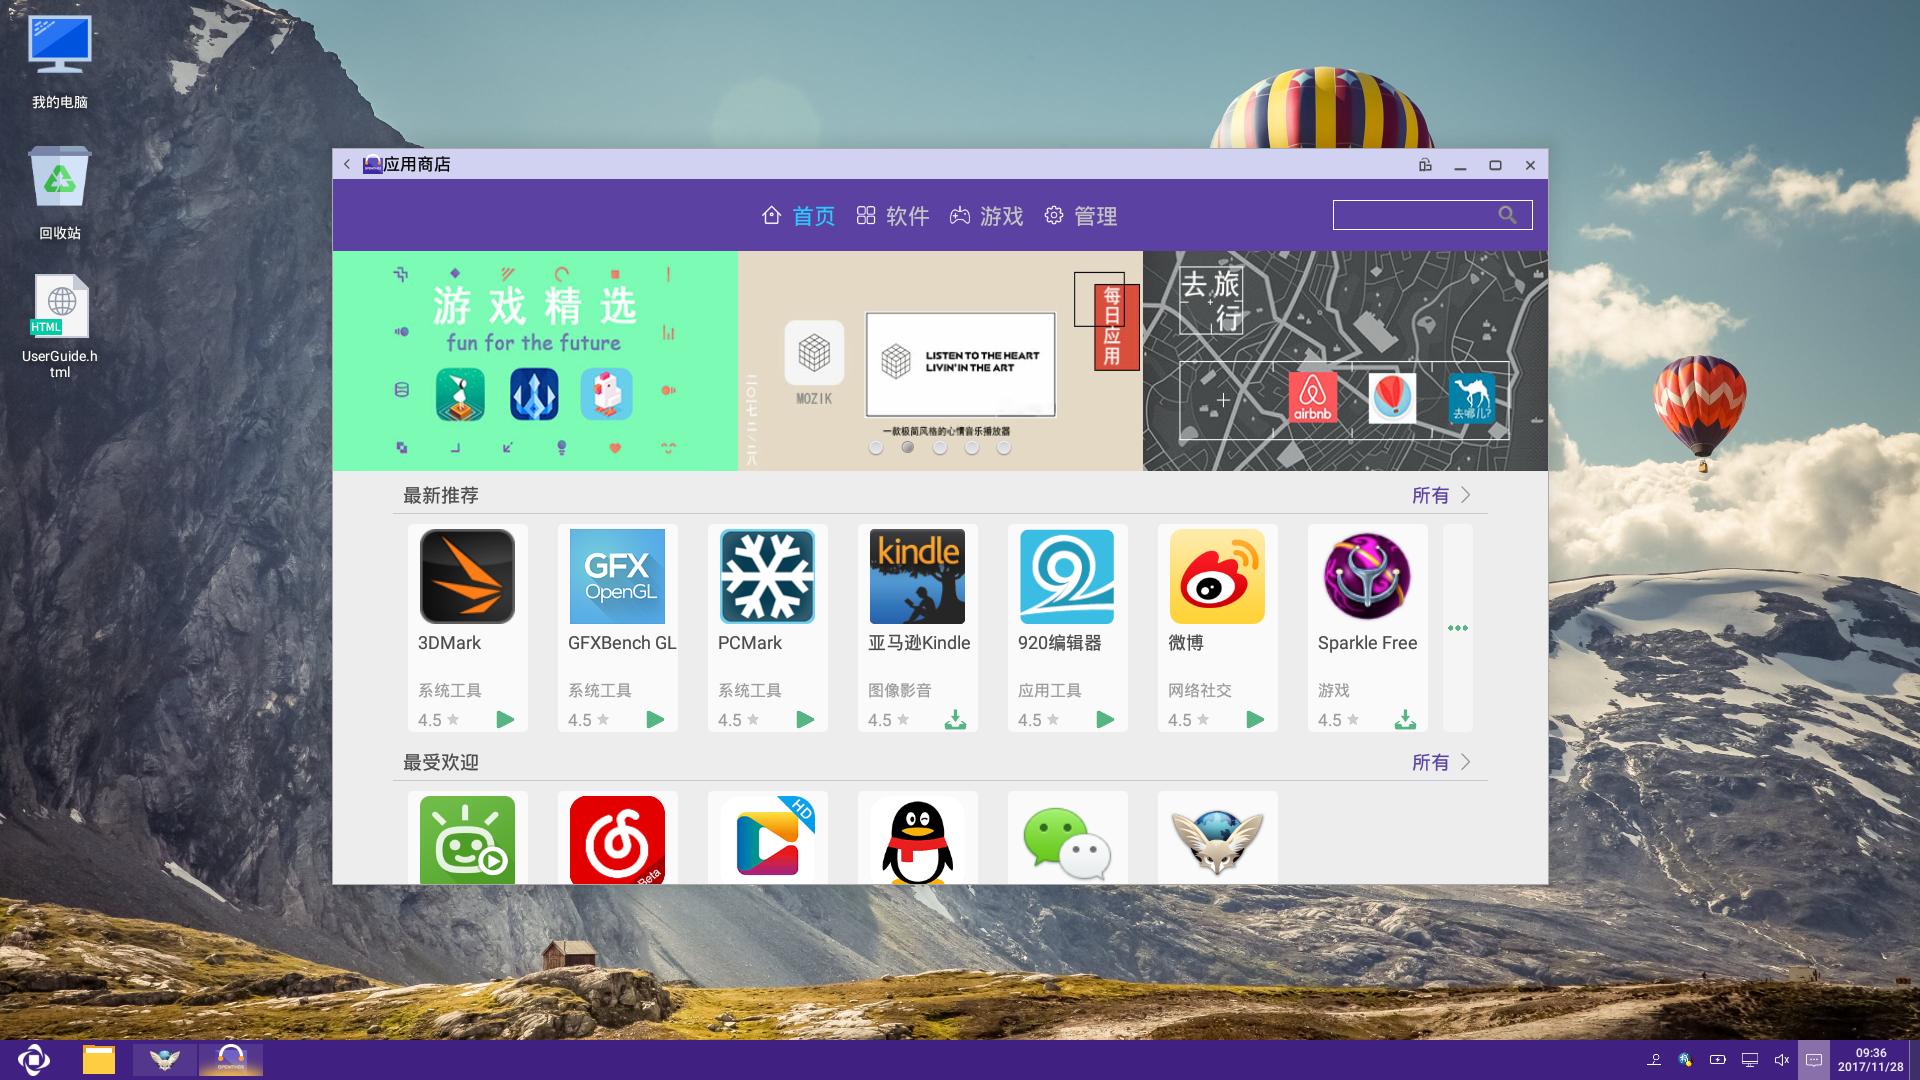 我的电脑
回收站
HTML
UserGuide.h
tml
应用商店
首页 软件 游戏 管理
游戏精选
fun for the future
MOZIK
LISTEN TO THE HEART
LIVIN'IN THE ART
一款极简风格的心情音乐播放器
每日应用
去旅行
airbnb
去哪儿?
最新推荐
所有
kindle
GFX
OpenGL
3DMark
GFXBench GL
PCMark
亚马逊Kindle
920编辑器
微博
Sparkle Free
系统工具
系统工具
系统工具
图像影音
应用工具
网络社交
游戏
4.5
4.5
4.5
4.5
4.5
4.5
4.5
最受欢迎
所有
Beta
HD
09:36
2017/11/28